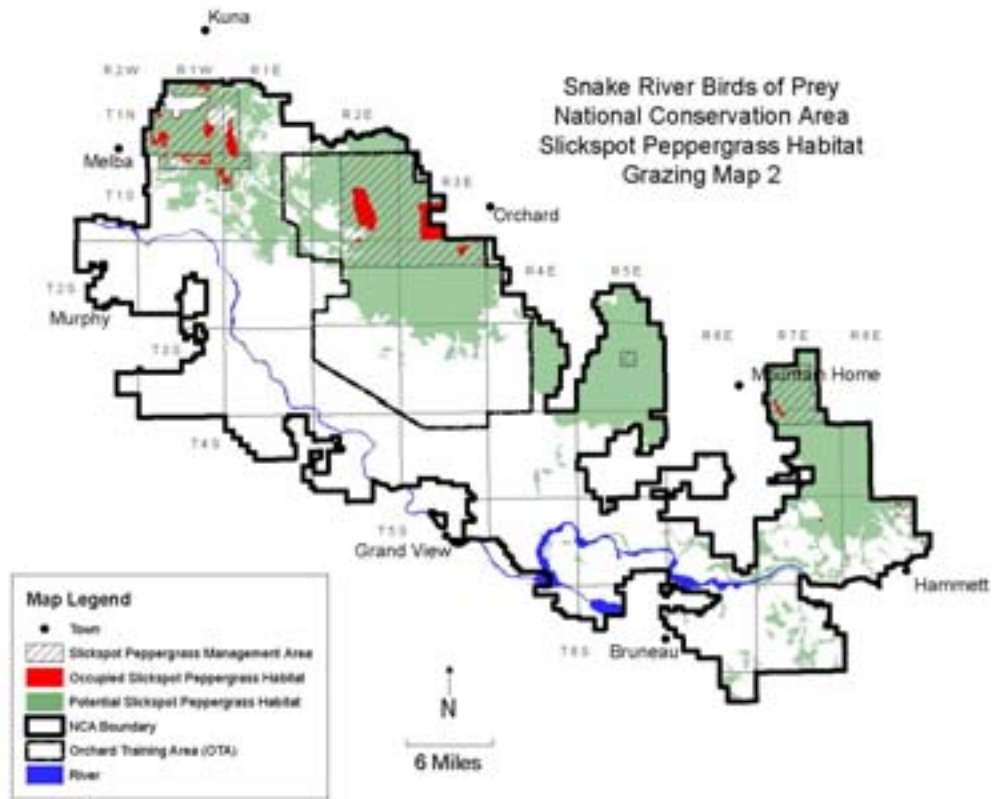 Kuna
R2W R1W R1E
T1N
R2E
Melba
T1S
R3E
Orchard
Snake River Birds of Prey
National Conservation Area
Slickspot Peppergrass Habitat
Grazing Map 2
T2S
Murphy
R4E
R5E
T3S
R6E
R7E
R8E
Mountain Home
T4S
T5S
Grand View
Hammett
T6S
Bruneau
Map Legend
Town
Slickspot Peppergrass Management Area
Occupied Slickspot Peppergrass Habitat
Potential Slickspot Peppergrass Habitat
NCA Boundary
Orchard Training Area (OTA)
River
N
6 Miles